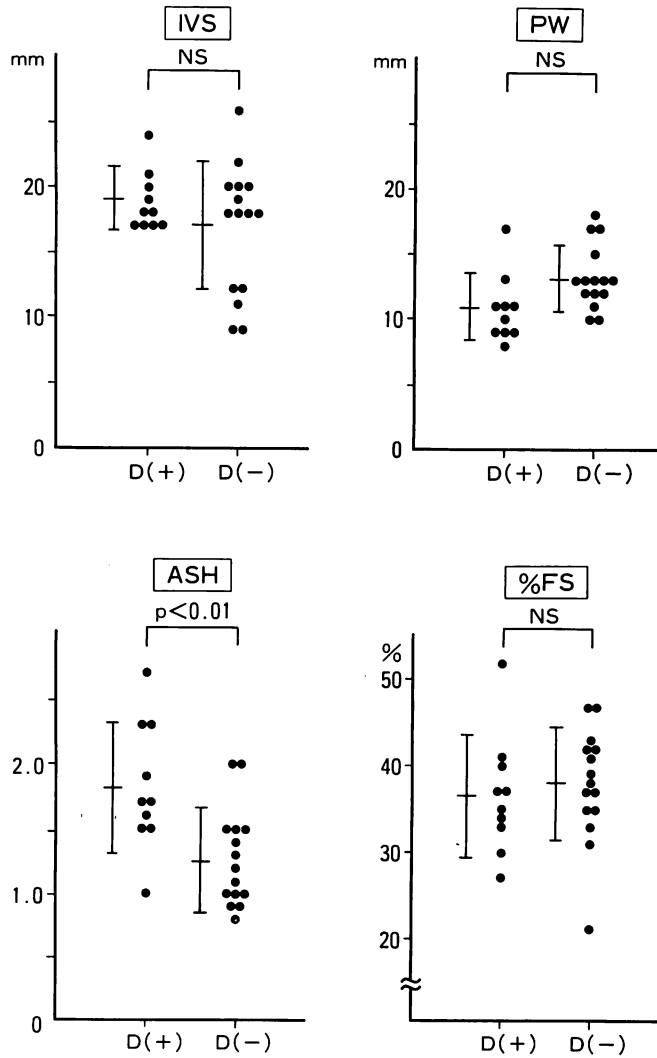 IVS
mm
NS
20
10
0
D(+)
D(−)
PW
mm
NS
20
10
0
D(+)
D(−)
ASH
p<0.01
2.0
1.0
0
D(+)
D(−)
%FS
NS
%
50
40
30
20
D(+)
D(−)